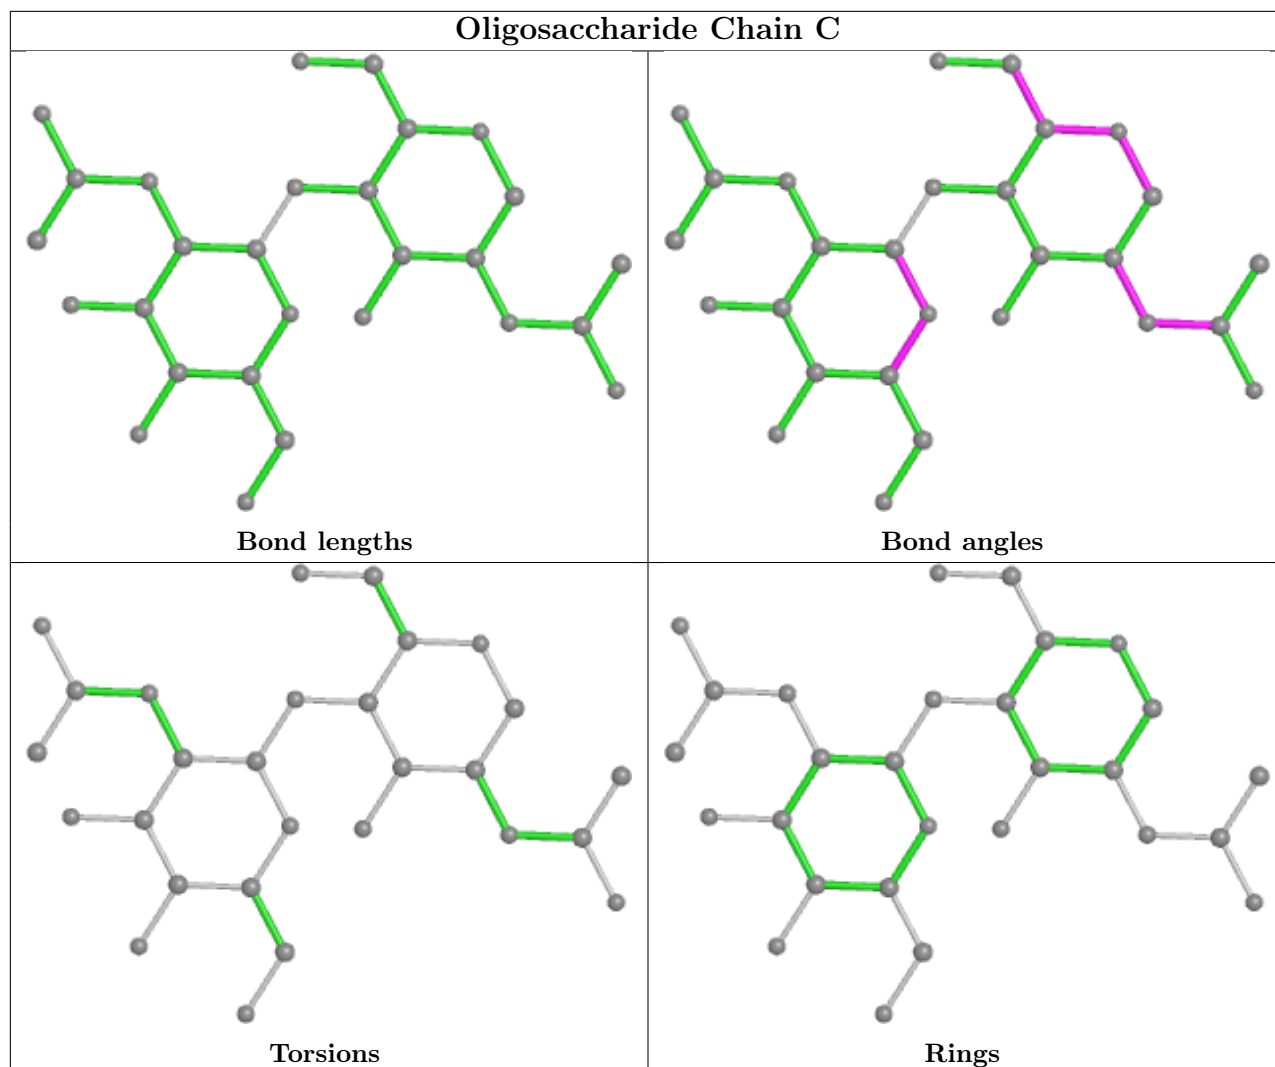 Oligosaccharide Chain C
Bond lengths
Bond angles
Torsions
Rings